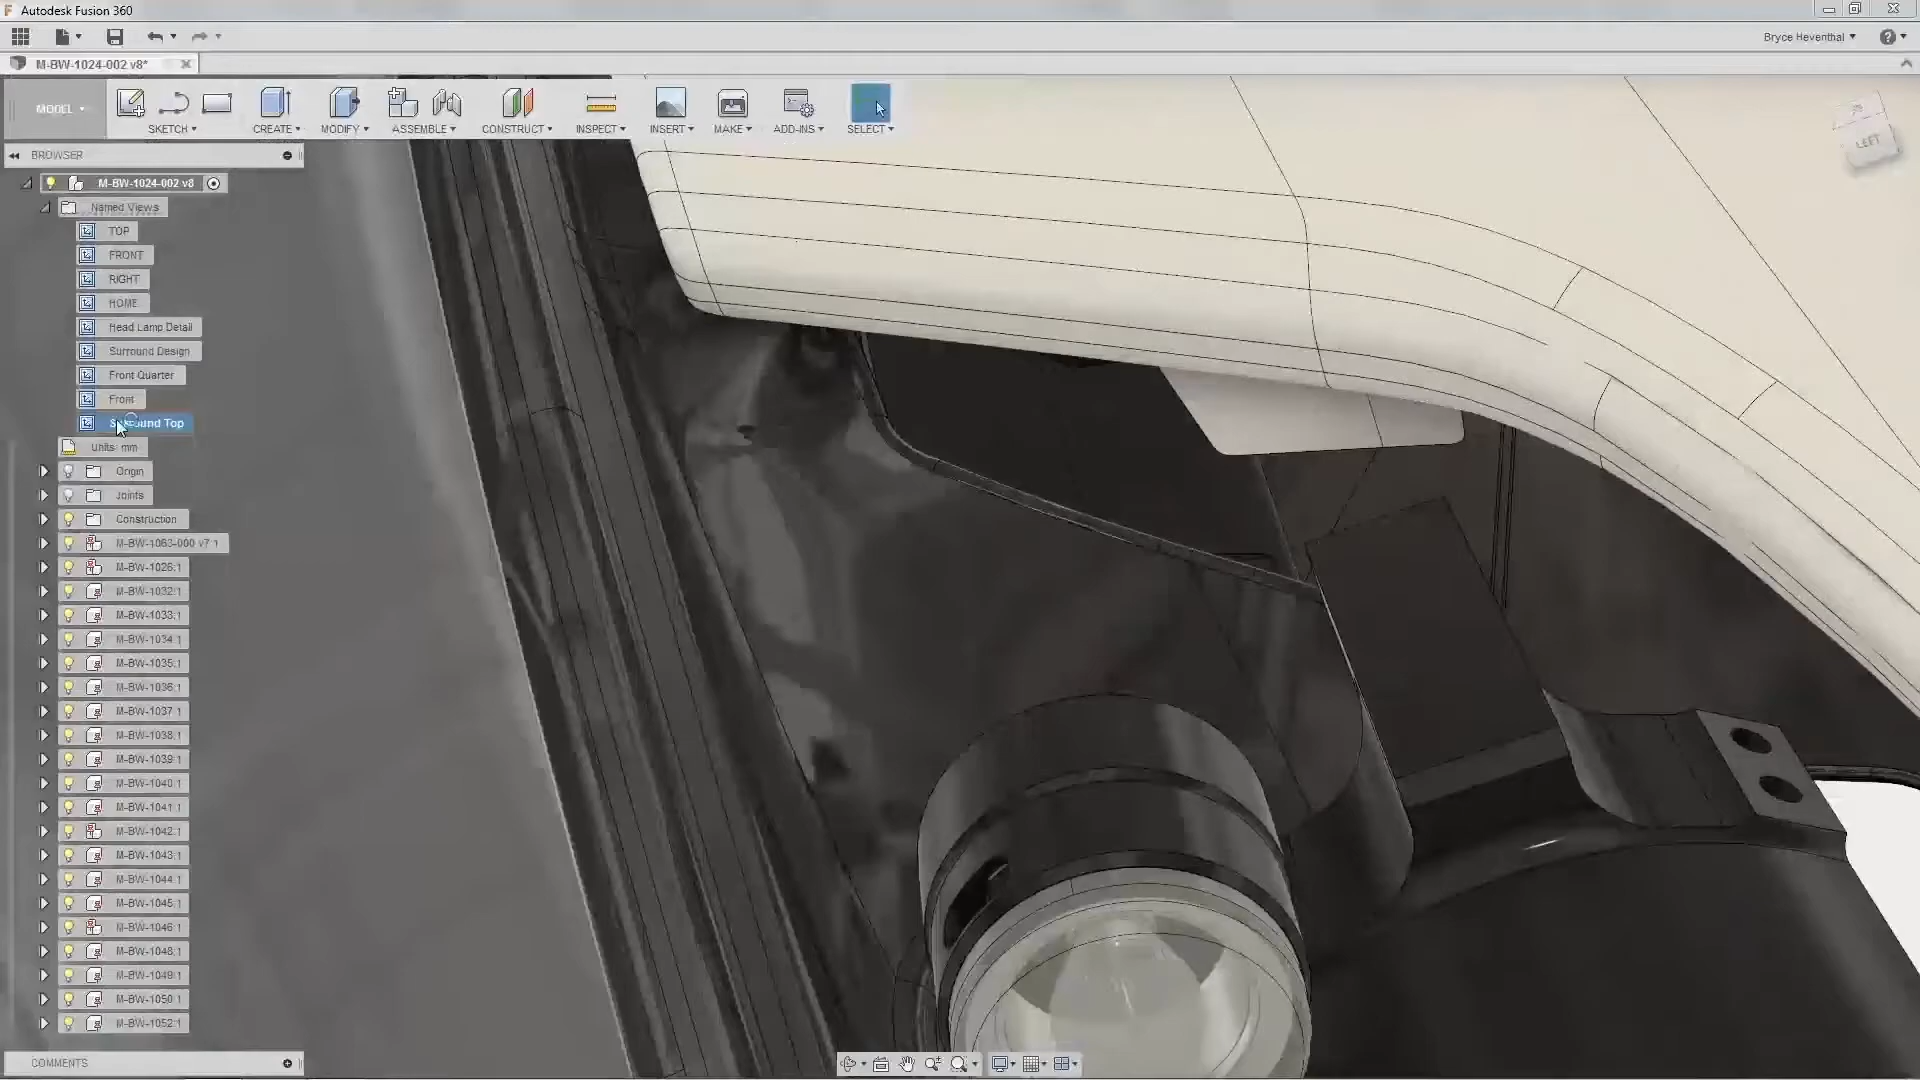 Autodesk Fusion 360
Bryce Heventhal
M-BW-1024-002 v8*
MODEL
SKETCH
CREATE
MODIFY
ASSEMBLE
CONSTRUCT
INSPECT
INSERT
MAKE
ADD-INS
SELECT
LEFT
BROWSER
M-BW-1024-002 v8
Named Views
TOP
FRONT
RIGHT
HOME
Head Lamp Detail
Surround Design
Front Quarter
Front
Surround Top
Units: mm
Origin
Joints
Construction
M-BW-1063-000 v7:1
M-BW-1026:1
M-BW-1032:1
M-BW-1033:1
M-BW-1034:1
M-BW-1035:1
M-BW-1036:1
M-BW-1037:1
M-BW-1038:1
M-BW-1039:1
M-BW-1040:1
M-BW-1041:1
M-BW-1042:1
M-BW-1043:1
M-BW-1044:1
M-BW-1045:1
M-BW-1046:1
M-BW-1048:1
M-BW-1049:1
M-BW-1050:1
M-BW-1052:1
COMMENTS